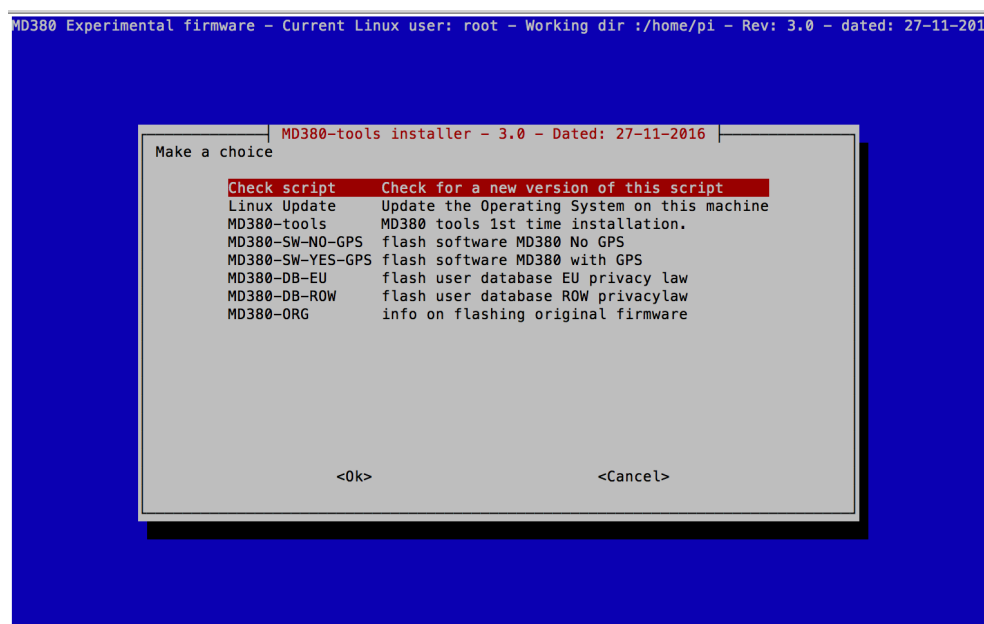 MD380 Experimental firmware – Current Linux user: root – Working dir :/home/pi – Rev: 3.0 – dated: 27-11-201
MD380-tools installer – 3.0 – Dated: 27-11-2016
Make a choice
Check script Check for a new version of this script
Linux Update Update the Operating System on this machine
MD380-tools MD380 tools 1st time installation.
MD380-SW-NO-GPS flash software MD380 No GPS
MD380-SW-YES-GPS flash software MD380 with GPS
MD380-DB-EU flash user database EU privacy law
MD380-DB-ROW flash user database ROW privacylaw
MD380-ORG info on flashing original firmware
<Ok> <Cancel>